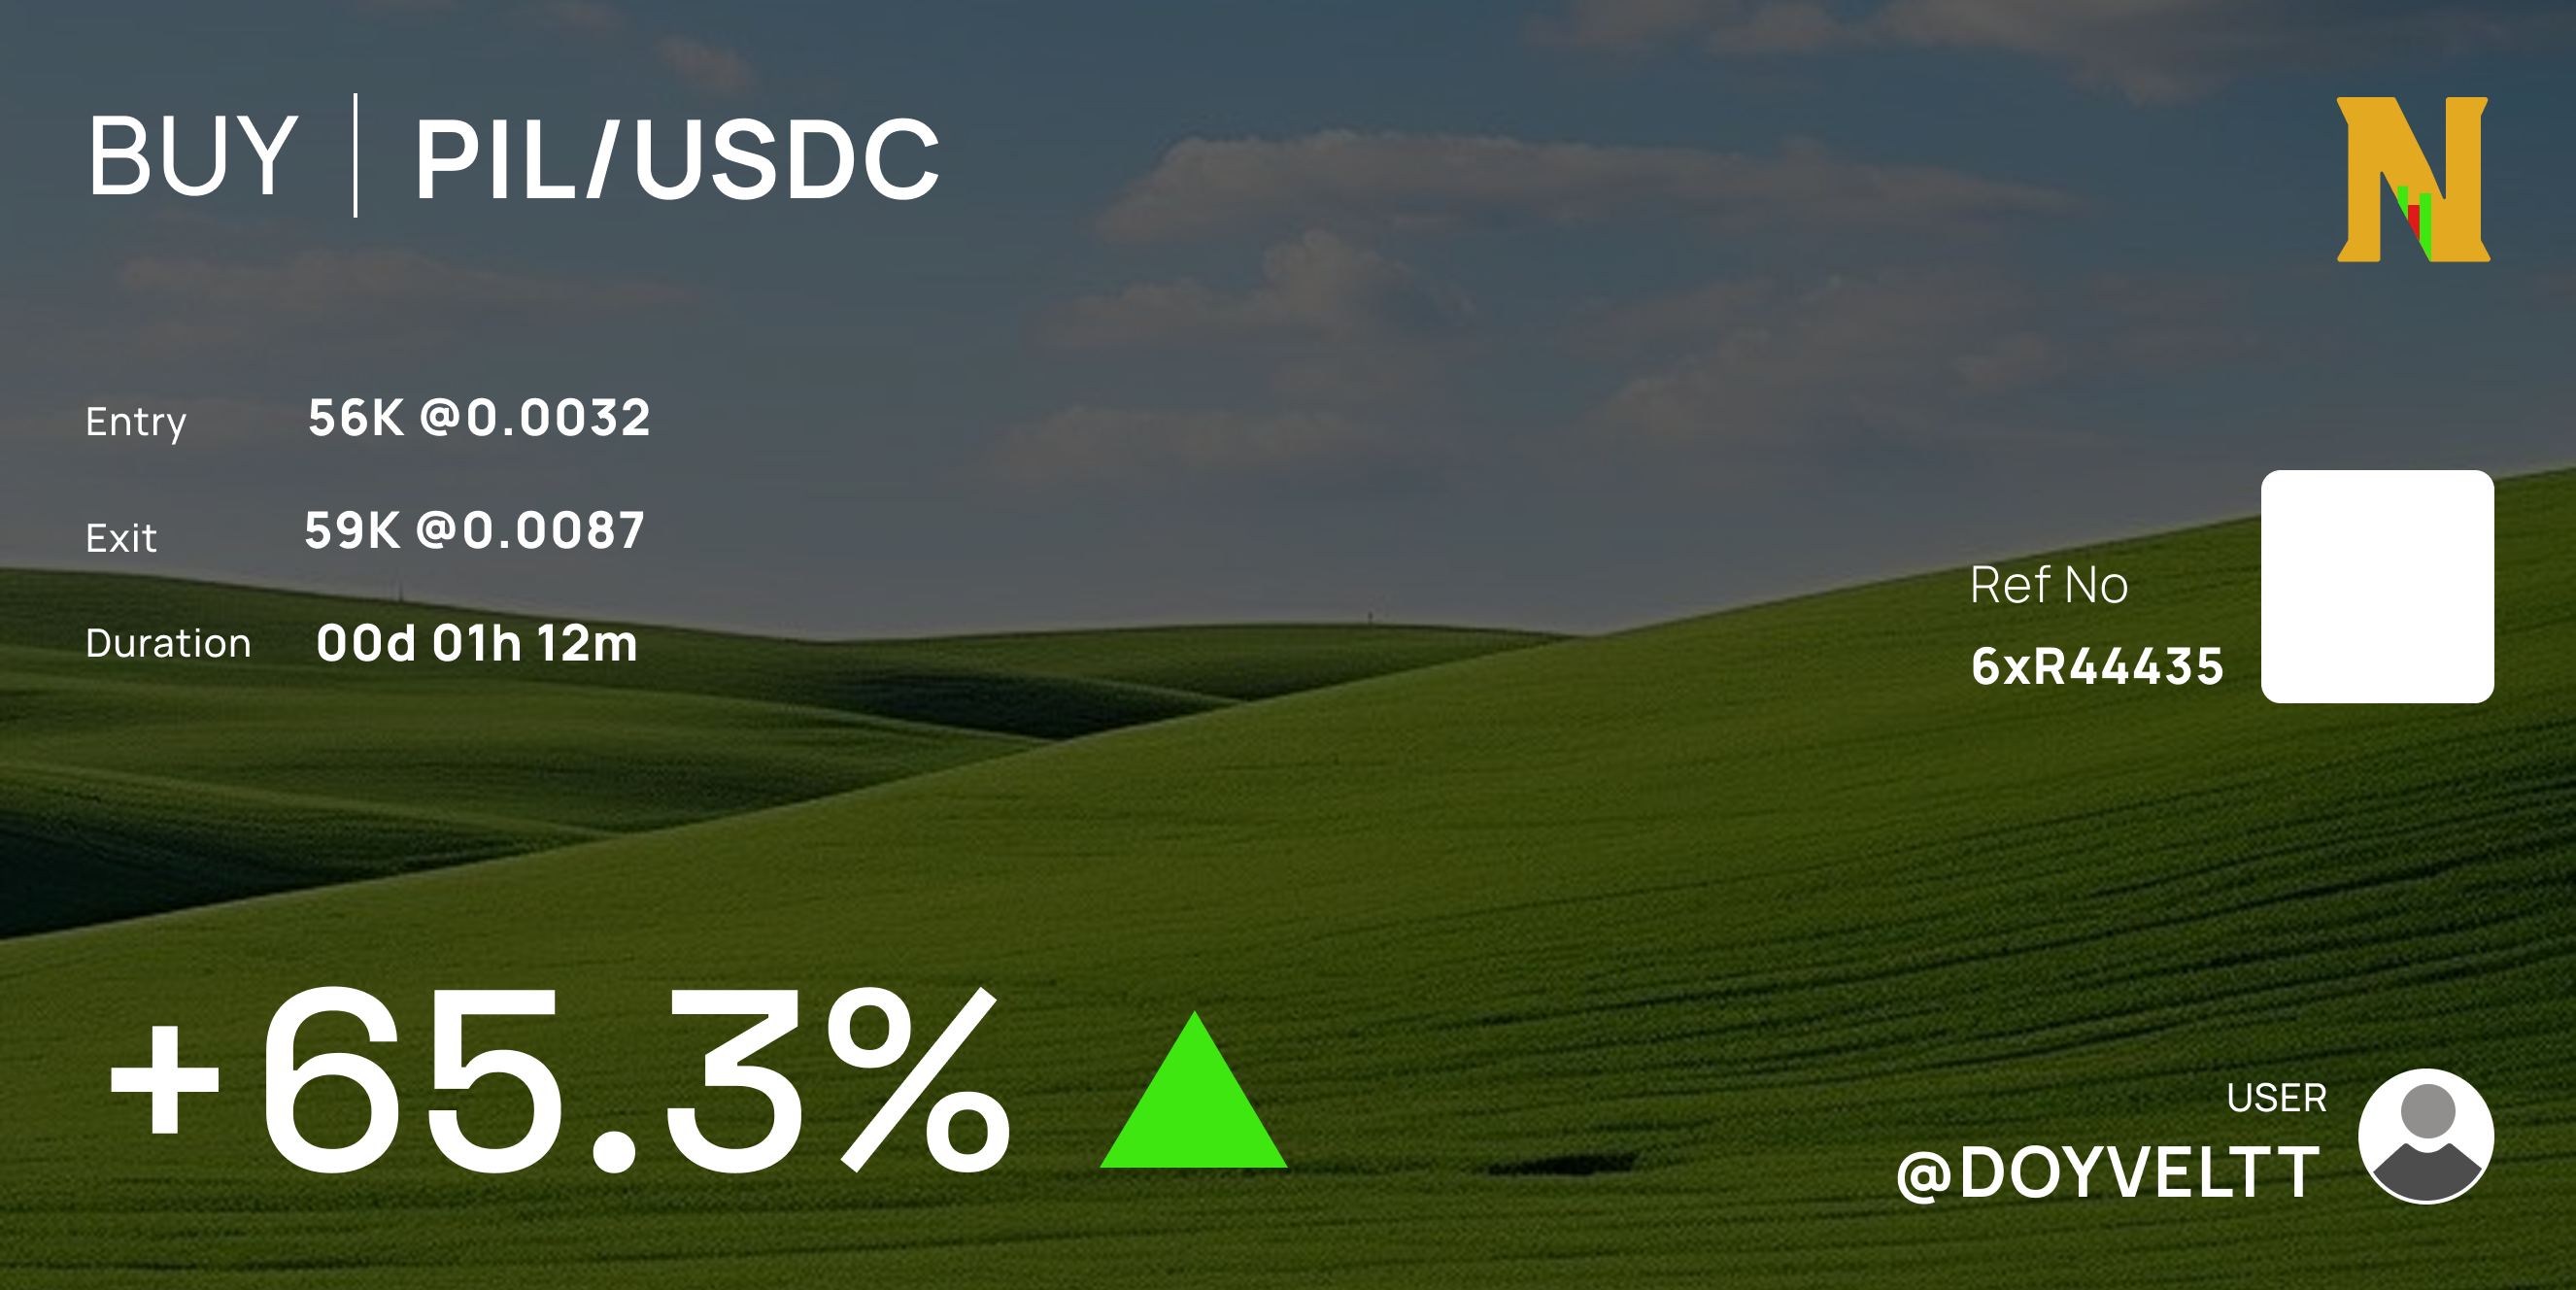 BUY | PIL/USDC
N
Entry 56K @0.0032
Exit 59K @0.0087
Duration 00d 01h 12m
Ref No
6xR44435
+65.3%
USER
@DOYVELTT